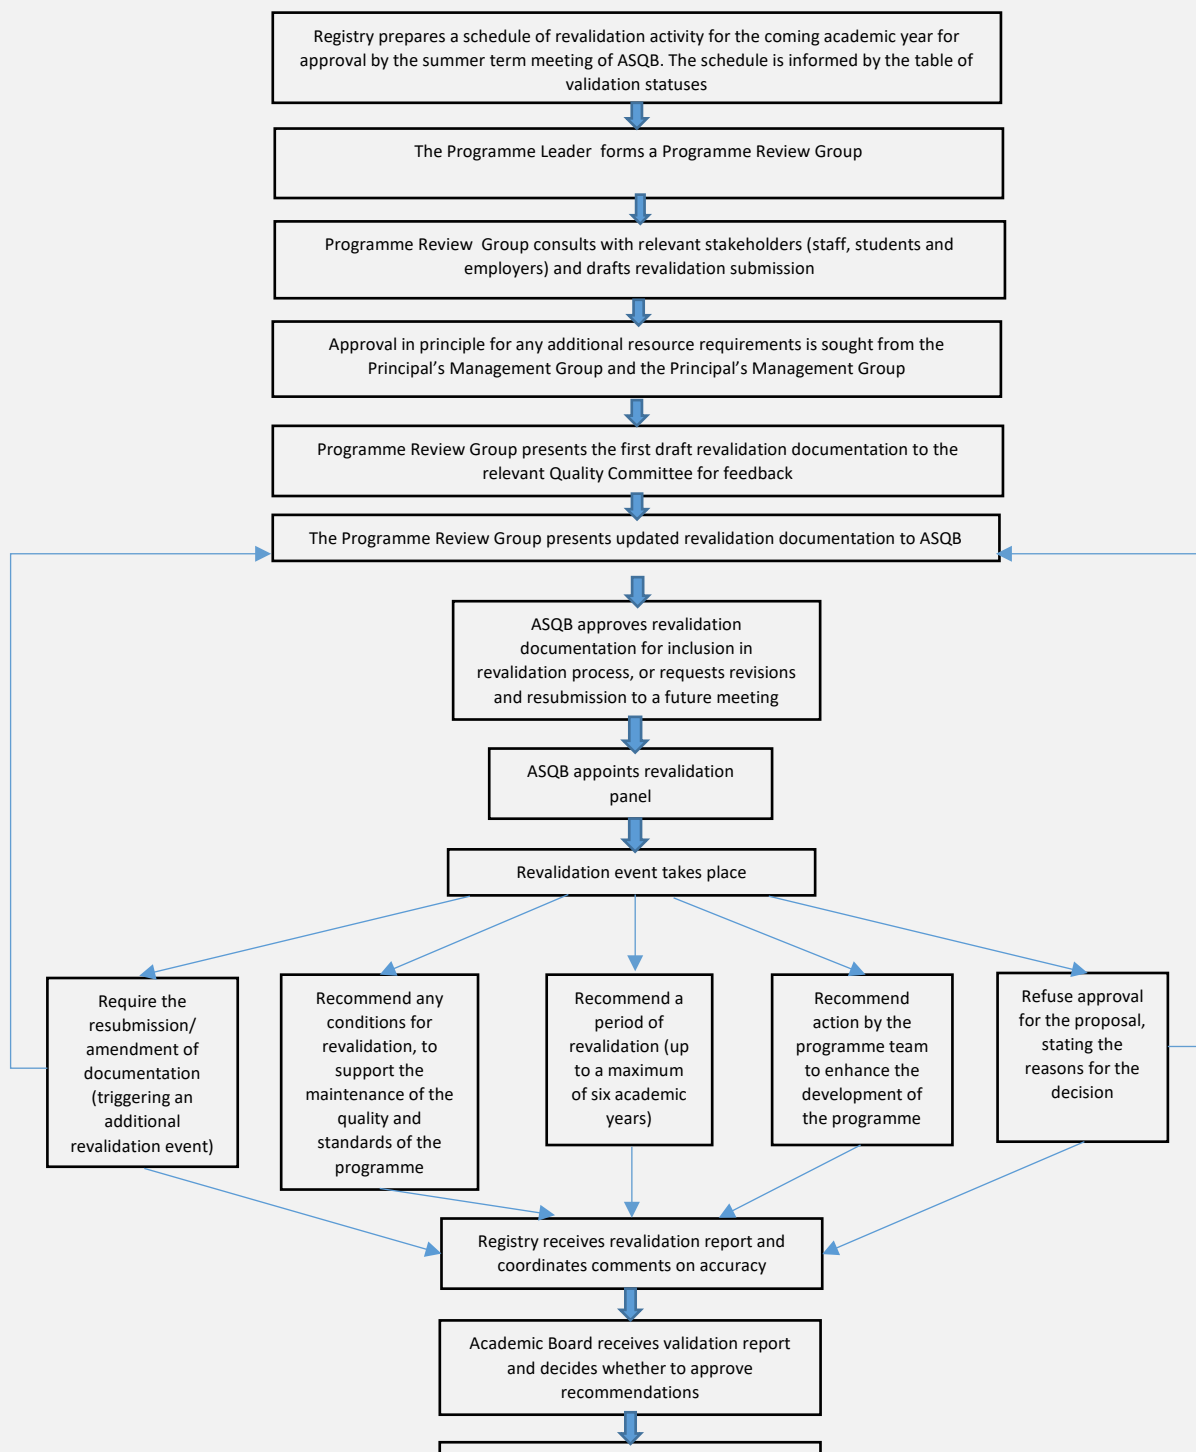 Registry prepares a schedule of revalidation activity for the coming academic year for
approval by the summer term meeting of ASQB. The schedule is informed by the table of
validation statuses
The Programme Leader  forms a Programme Review Group
Programme Review  Group consults with relevant stakeholders (staff, students and
employers) and drafts revalidation submission
Approval in principle for any additional resource requirements is sought from the
Principal’s Management Group and the Principal’s Management Group
Programme Review Group presents the first draft revalidation documentation to the
relevant Quality Committee for feedback
The Programme Review Group presents updated revalidation documentation to ASQB
ASQB approves revalidation
documentation for inclusion in
revalidation process, or requests revisions
and resubmission to a future meeting
ASQB appoints revalidation
panel
Revalidation event takes place
Require the
resubmission/
amendment of
documentation
(triggering an
additional
revalidation event)
Recommend any
conditions for
revalidation, to
support the
maintenance of the
quality and
standards of the
programme
Recommend a
period of
revalidation (up
to a maximum
of six academic
years)
Recommend
action by the
programme team
to enhance the
development of
the programme
Refuse approval
for the proposal,
stating the
reasons for the
decision
Registry receives revalidation report and
coordinates comments on accuracy
Academic Board receives validation report
and decides whether to approve
recommendations